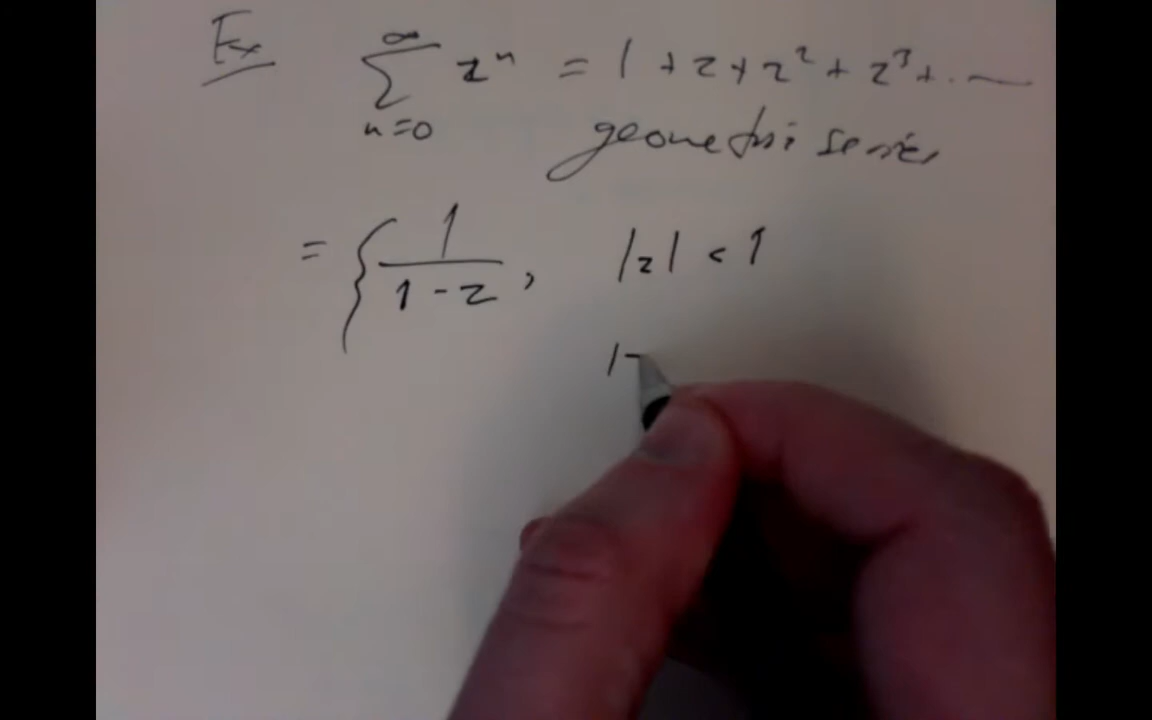 Ex ∑_{n=0}^{∞} z^n = 1 + z + z^2 + z^3 + ...
geometric series
= { 1/(1-z), |z| < 1
|z